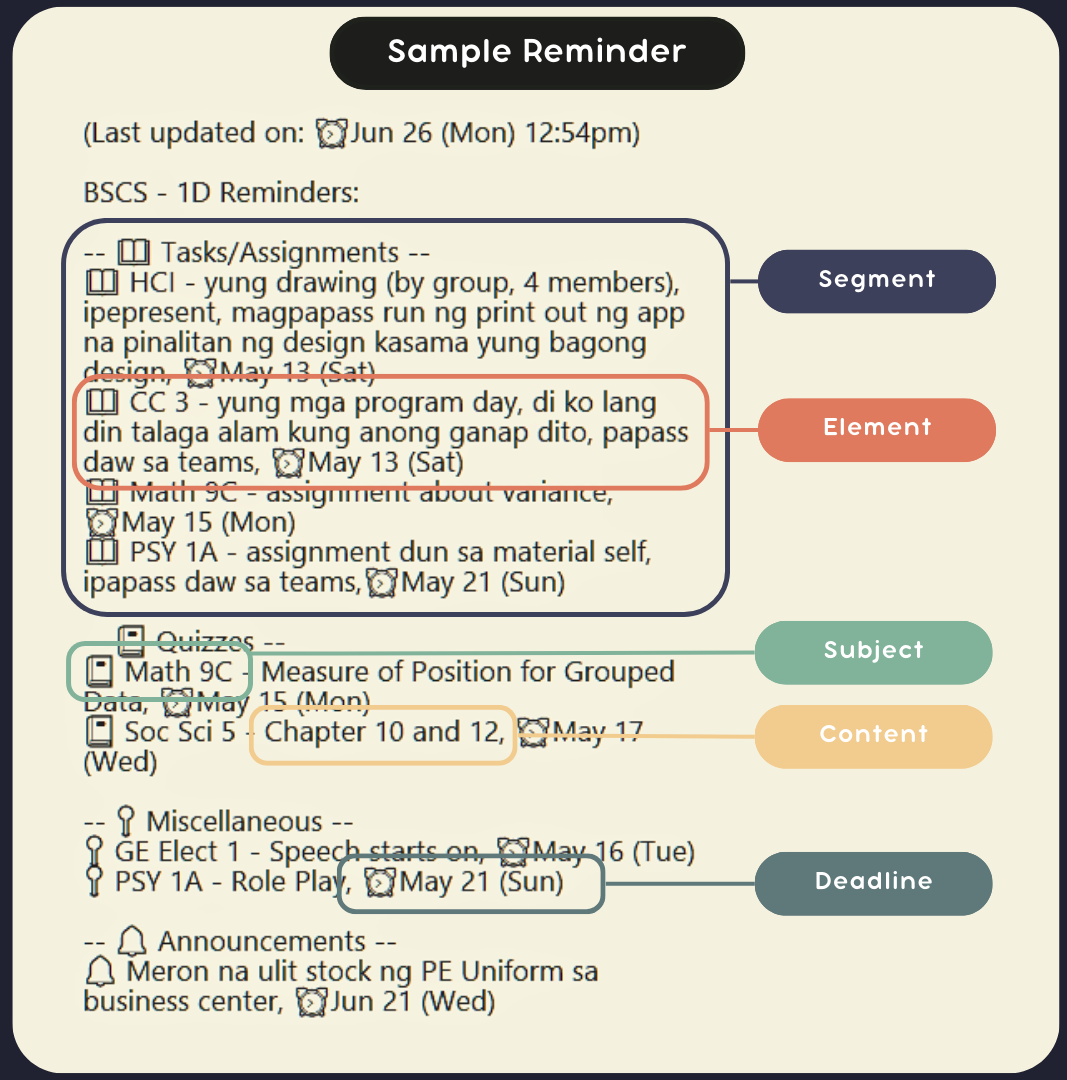 Sample Reminder
(Last updated on: ⏰Jun 26 (Mon) 12:54pm)
BSCS - 1D Reminders:
-- 📖 Tasks/Assignments --
📖 HCI - yung drawing (by group, 4 members),
ipepresent, magpapass run ng print out ng app
na pinalitan ng design kasama yung bagong
design, ⏰May 13 (Sat)
📖 CC 3 - yung mga program day, di ko lang
din talaga alam kung anong ganap dito, papass
daw sa teams, ⏰May 13 (Sat)
📖 Math 9C - assignment about variance,
⏰May 15 (Mon)
📖 PSY 1A - assignment dun sa material self,
ipapass daw sa teams,⏰May 21 (Sun)
📓 Quizzes --
📓 Math 9C - Measure of Position for Grouped
Data, ⏰May 15 (Mon)
📓 Soc Sci 5 - Chapter 10 and 12, ⏰May 17
(Wed)
-- Miscellaneous --
GE Elect 1 - Speech starts on, ⏰May 16 (Tue)
PSY 1A - Role Play, ⏰May 21 (Sun)
-- 🔔 Announcements --
🔔 Meron na ulit stock ng PE Uniform sa
business center, ⏰Jun 21 (Wed)
Segment
Element
Subject
Content
Deadline